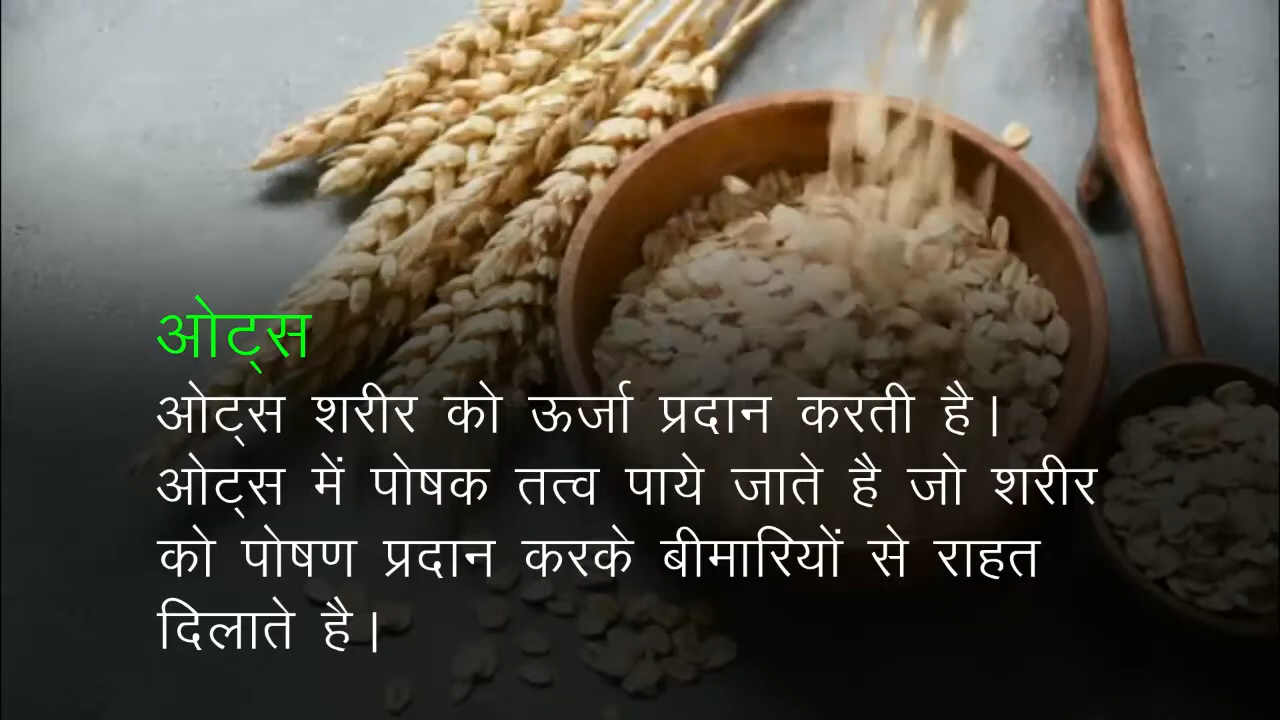 ओट्स
ओट्स शरीर को ऊर्जा प्रदान करती है।
ओट्स में पोषक तत्व पाये जाते है जो शरीर
को पोषण प्रदान करके बीमारियों से राहत
दिलाते है।